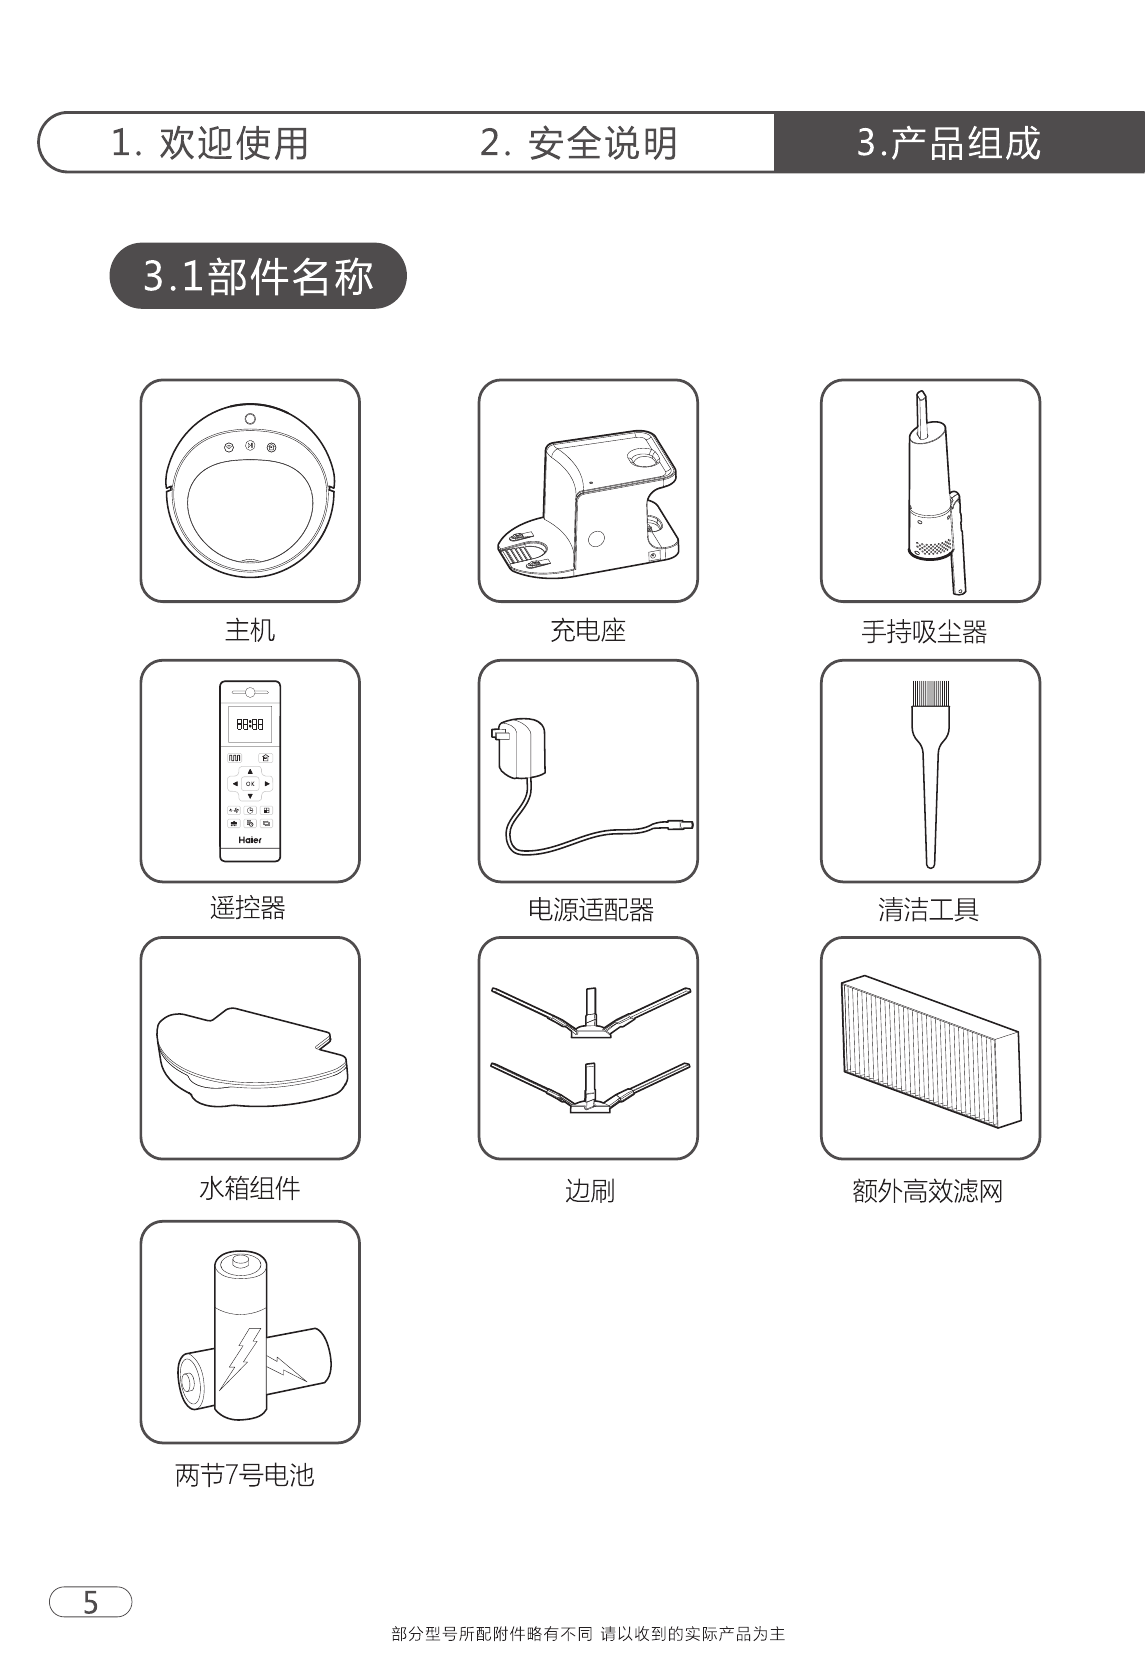 1. 欢迎使用 2. 安全说明 3.产品组成
3.1部件名称
主机 充电座 手持吸尘器
88:88
OK
Haier
遥控器 电源适配器 清洁工具
水箱组件 边刷 额外高效滤网
两节7号电池
5
部分型号所配附件略有不同 请以收到的实际产品为主